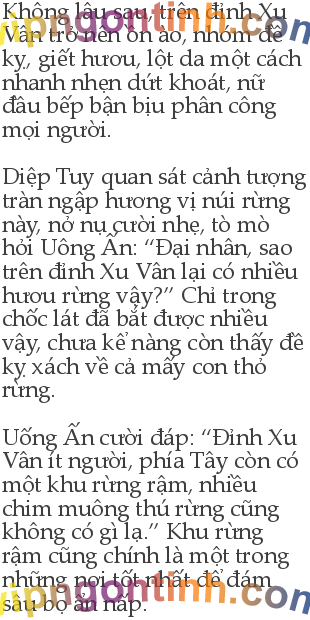 Không lâu sau, trên đỉnh Xu
Vân trở nên ồn ào, nhóm đề
kỵ, giết hươu, lột da một cách
nhanh nhẹn dứt khoát, nữ
đầu bếp bận bịu phân công
mọi người.
Diệp Tuy quan sát cảnh tượng
tràn ngập hương vị núi rừng
này, nở nụ cười nhẹ, tò mò
hỏi Uông Ấn: “Đại nhân, sao
trên đỉnh Xu Vân lại có nhiều
hươu rừng vậy?” Chỉ trong
chốc lát đã bắt được nhiều
vậy, chưa kể nàng còn thấy đề
kỵ xách về cả mấy con thỏ
rừng.
Uống Ấn cười đáp: “Đỉnh Xu
Vân ít người, phía Tây còn có
một khu rừng rậm, nhiều
chim muông thú rừng cũng
không có gì lạ.” Khu rừng
rậm cũng chính là một trong
những nơi tốt nhất để đám
sâu bọ ẩn nấp.
vipngontinh.com
vipngontinh.com